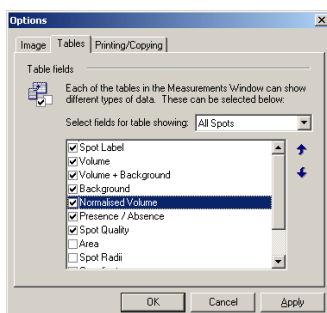 Options
Image Tables Printing/Copying
Table fields
Each of the tables in the Measurements Window can show
different types of data. These can be selected below:
Select fields for table showing: All Spots
Spot Label
Volume
Volume + Background
Background
Normalised Volume
Presence / Absence
Spot Quality
Area
Spot Radii
OK Cancel Apply